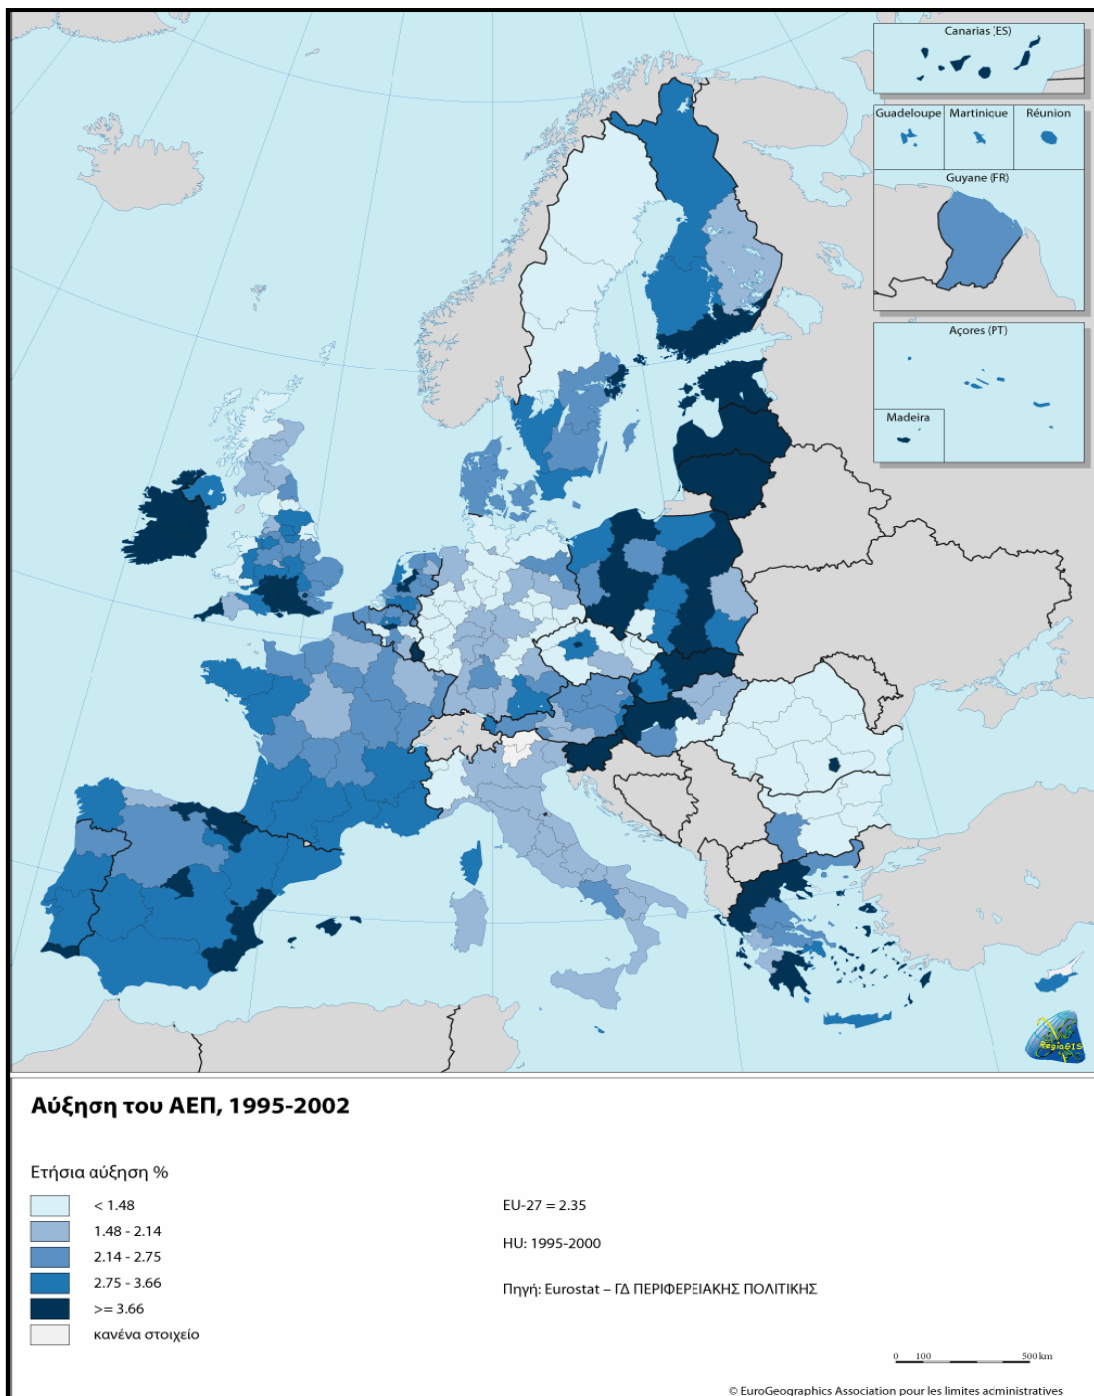 Canarias (ES)
Guadeloupe
Martinique
Réunion
Guyane (FR)
Açores (PT)
Madeira
RegioGIS
Αύξηση του ΑΕΠ, 1995-2002
Ετήσια αύξηση %
< 1.48
1.48 - 2.14
2.14 - 2.75
2.75 - 3.66
>= 3.66
κανένα στοιχείο
EU-27 = 2.35
HU: 1995-2000
Πηγή: Eurostat – ΓΔ ΠΕΡΙΦΕΡΞΙΑΚΗΣ ΠΟΛΙΤΙΚΗΣ
0 100 500 km
© EuroGeographics Association pour les limites administratives